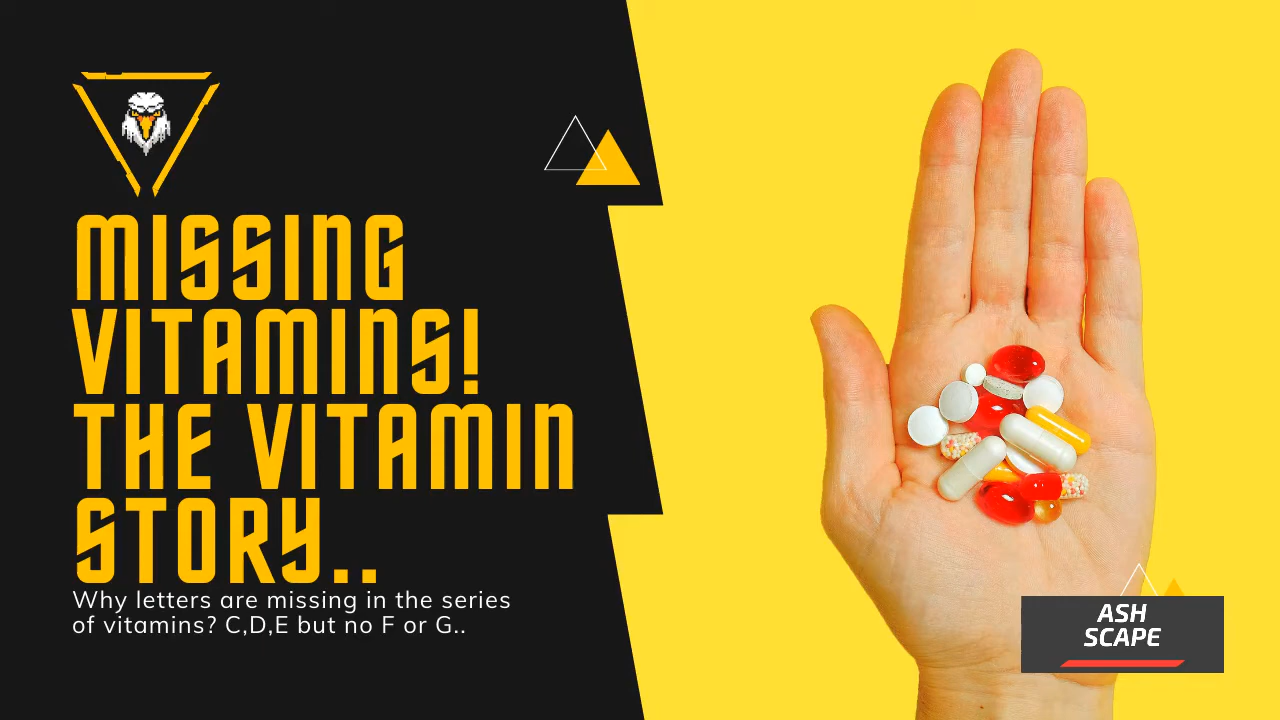 MISSING
VITAMINS!
THE VITAMIN
STORY..
Why letters are missing in the series
of vitamins? C,D,E but no F or G..
ASH
SCAPE